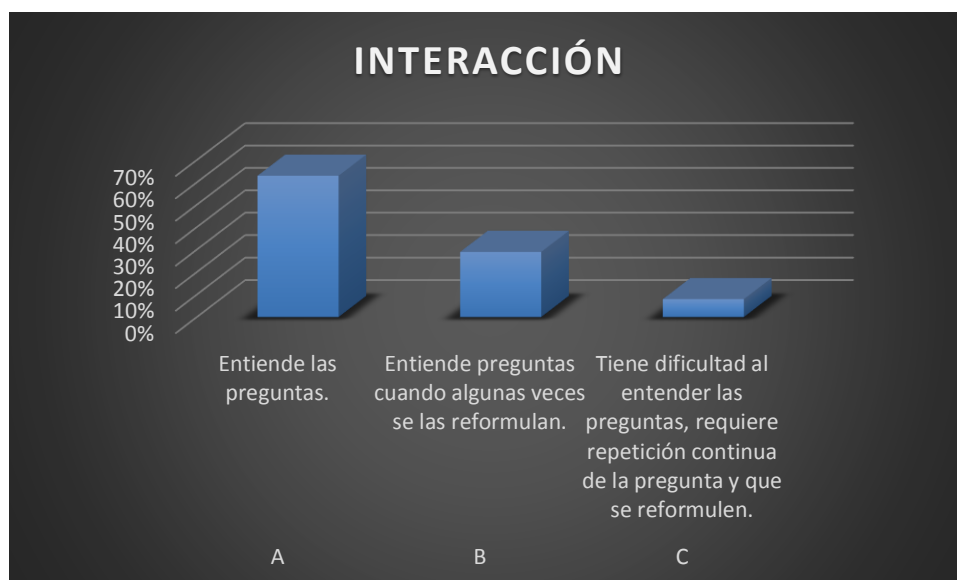 INTERACCIÓN
70%
60%
50%
40%
30%
20%
10%
0%
Entiende las
preguntas.
Entiende preguntas
cuando algunas veces
se las reformulan.
Tiene dificultad al
entender las
preguntas, requiere
repetición continua
de la pregunta y que
se reformulen.
A
B
C